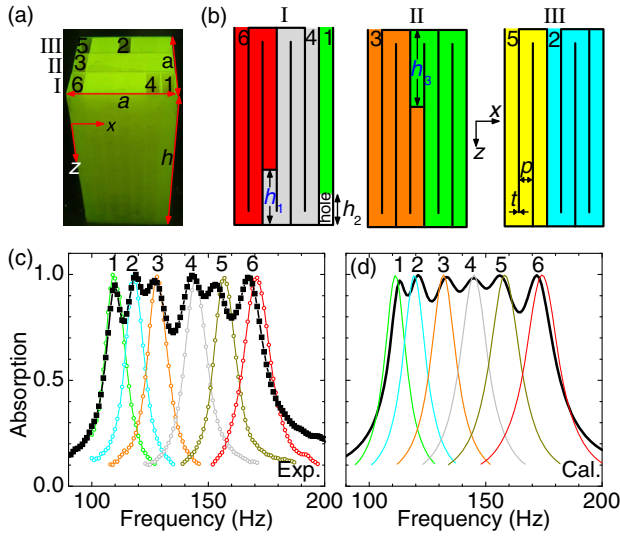 (a)
III 5 2
II 3
I 6 4 1
a
a
x
z
h
(b)
I
II
III
6 4 1
3
5 2
h1
hole
h2
h3
x
z
p
t
(c)
1 2 3 4 5 6
1.0
0.5
0.0
Absorption
Exp.
100 150 200
Frequency (Hz)
(d)
1 2 3 4 5 6
Cal.
100 150 200
Frequency (Hz)